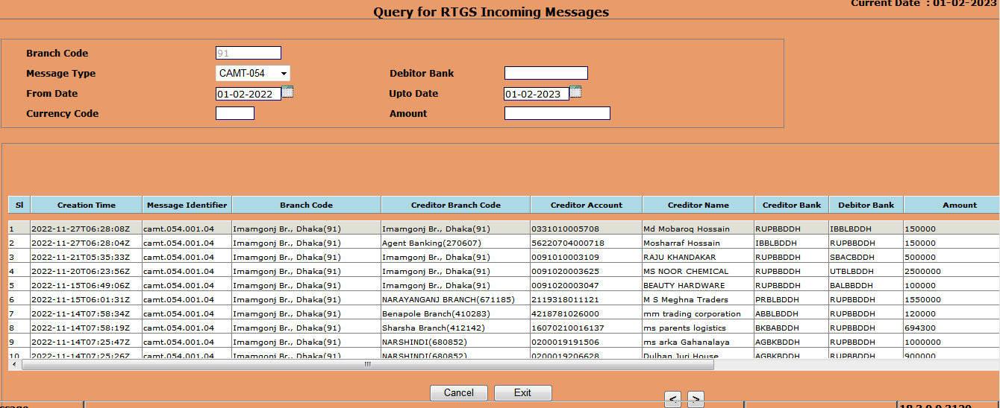 Current Date : 01-02-2023
Query for RTGS Incoming Messages
Branch Code 91
Message Type CAMT-054 Debitor Bank
From Date 01-02-2022 Upto Date 01-02-2023
Currency Code Amount
Sl Creation Time Message Identifier Branch Code Creditor Branch Code Creditor Account Creditor Name Creditor Bank Debitor Bank Amount
1 2022-11-27T06:28:08Z camt.054.001.04 Imamgonj Br., Dhaka(91) Imamgonj Br., Dhaka(91) 0331010005708 Md Mobaroq Hossain RUPBBDDH IBBLBDDH 150000
2 2022-11-27T06:28:04Z camt.054.001.04 Imamgonj Br., Dhaka(91) Agent Banking(270607) 56220704000718 Mosharraf Hossain IBBLBDDH RUPBBDDH 150000
3 2022-11-21T05:35:33Z camt.054.001.04 Imamgonj Br., Dhaka(91) Imamgonj Br., Dhaka(91) 0091010003109 RAJU KHANDAKAR RUPBBDDH SBACBDDH 500000
4 2022-11-20T06:23:56Z camt.054.001.04 Imamgonj Br., Dhaka(91) Imamgonj Br., Dhaka(91) 0091020003625 MS NOOR CHEMICAL RUPBBDDH UTBLBDDH 2500000
5 2022-11-15T06:49:06Z camt.054.001.04 Imamgonj Br., Dhaka(91) Imamgonj Br., Dhaka(91) 0091020003047 BEAUTY HARDWARE RUPBBDDH BALBBDDH 100000
6 2022-11-15T06:01:31Z camt.054.001.04 Imamgonj Br., Dhaka(91) NARAYANGANJ BRANCH(671185) 2119318011121 M S Meghna Traders PRBLBDDH RUPBBDDH 1550000
7 2022-11-14T07:58:34Z camt.054.001.04 Imamgonj Br., Dhaka(91) Benapole Branch(410283) 4218781026000 mm trading corporation ABBLBDDH RUPBBDDH 120000
8 2022-11-14T07:58:19Z camt.054.001.04 Imamgonj Br., Dhaka(91) Sharsha Branch(412142) 16070210016137 ms parents logistics BKBABDDH RUPBBDDH 694300
9 2022-11-14T07:25:47Z camt.054.001.04 Imamgonj Br., Dhaka(91) NARSHINDI(680852) 0200019191506 ms arka Gahanalaya AGBKBDDH RUPBBDDH 1000000
10 2022-11-14T07:25:26Z camt.054.001.04 Imamgonj Br., Dhaka(91) NARSHINDI(680852) 0200019206628 Dulhan Juri House AGBKBDDH RUPBBDDH 900000
Cancel Exit < >